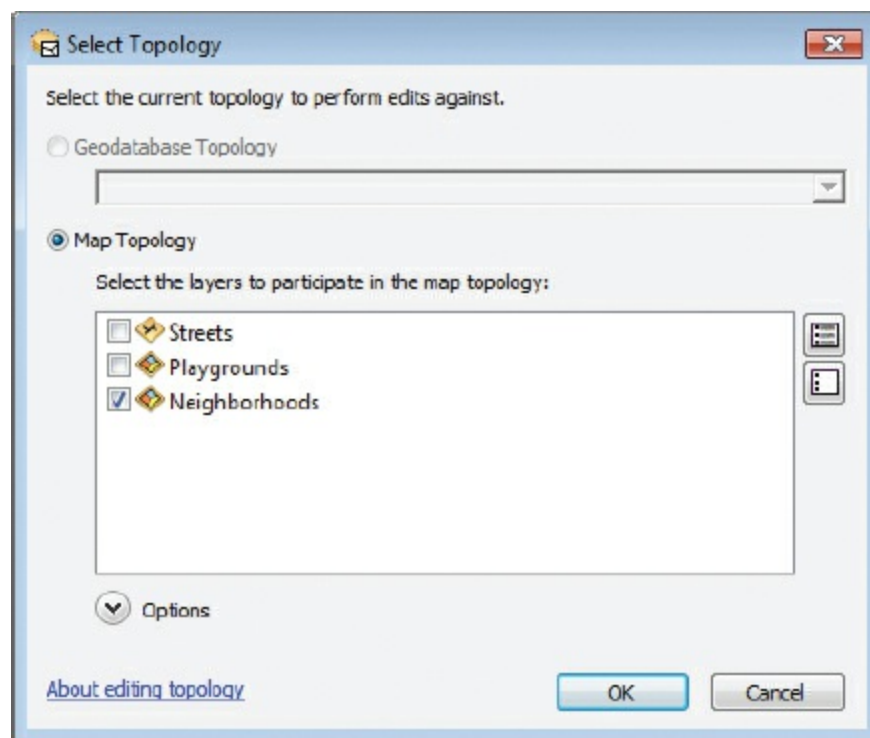 Select Topology
Select the current topology to perform edits against.
Geodatabase Topology
Map Topology
Select the layers to participate in the map topology:
Streets
Playgrounds
Neighborhoods
Options
About editing topology
OK
Cancel